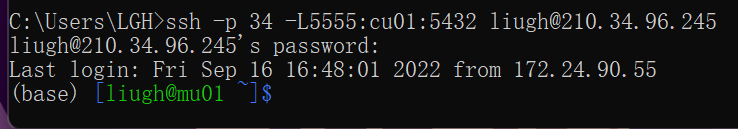 C:\Users\LGH>ssh -p 34 -L5555:cu01:5432 liugh@210.34.96.245
liugh@210.34.96.245's password:
Last login: Fri Sep 16 16:48:01 2022 from 172.24.90.55
(base) [liugh@mu01 ~]$